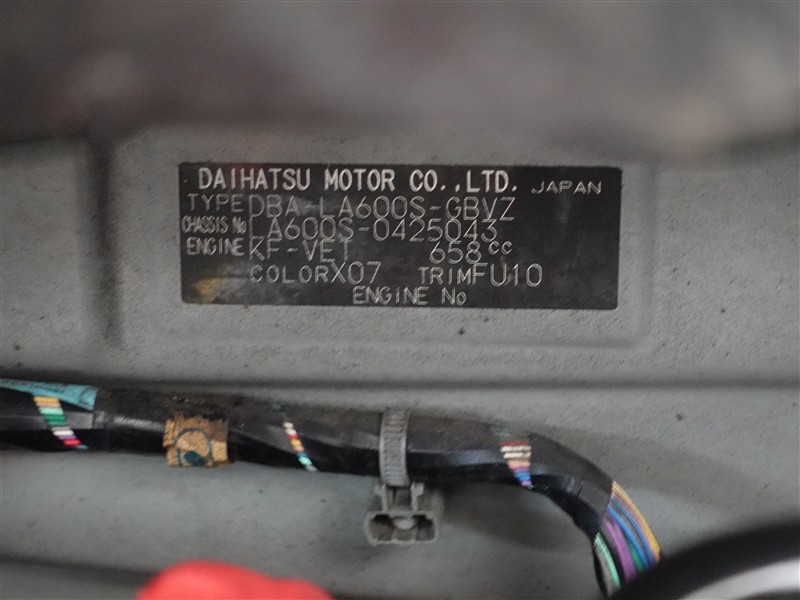 DAIHATSU MOTOR CO.,LTD. JAPAN
TYPE DBA-LA600S-GBVZ
CHASSIS No LA600S-0425043
ENGINE KF-VET 658cc
COLOR X07 TRIM FU10
ENGINE No